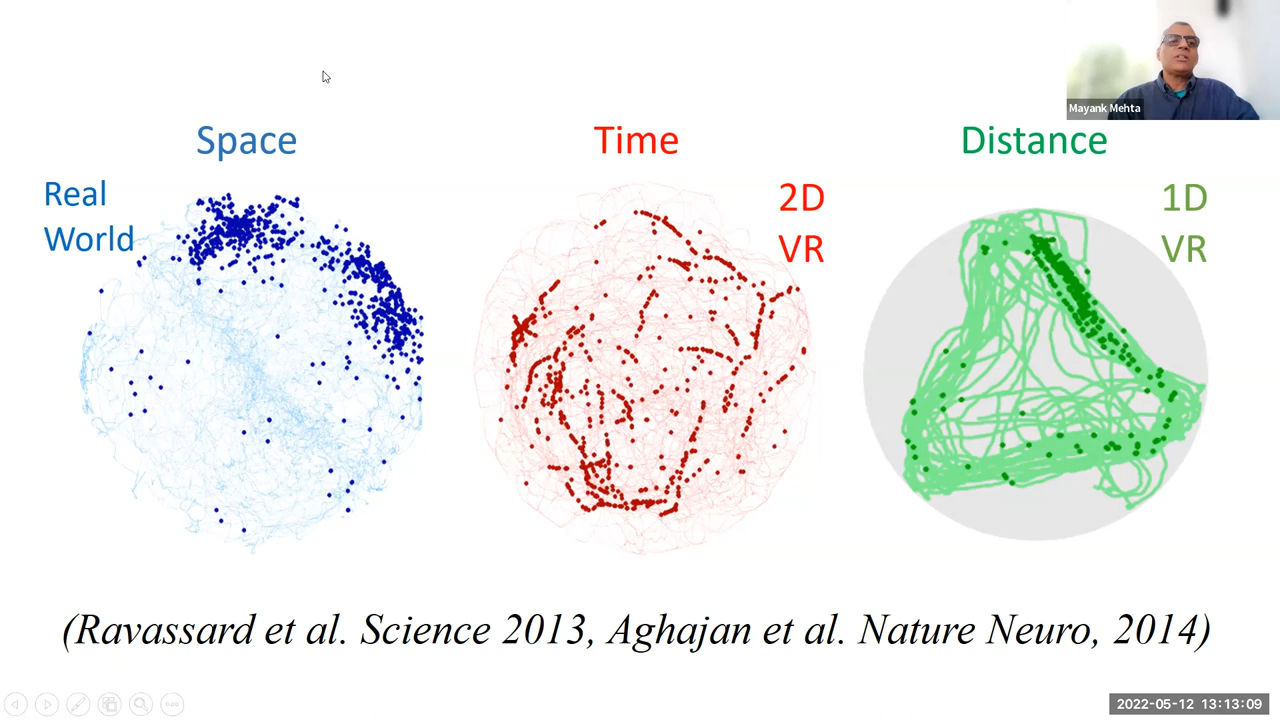 Mayank Mehta
Space
Time
Distance
Real
World
2D
VR
1D
VR
(Ravassard et al. Science 2013, Aghajan et al. Nature Neuro, 2014)
2022-05-12 13:13:09